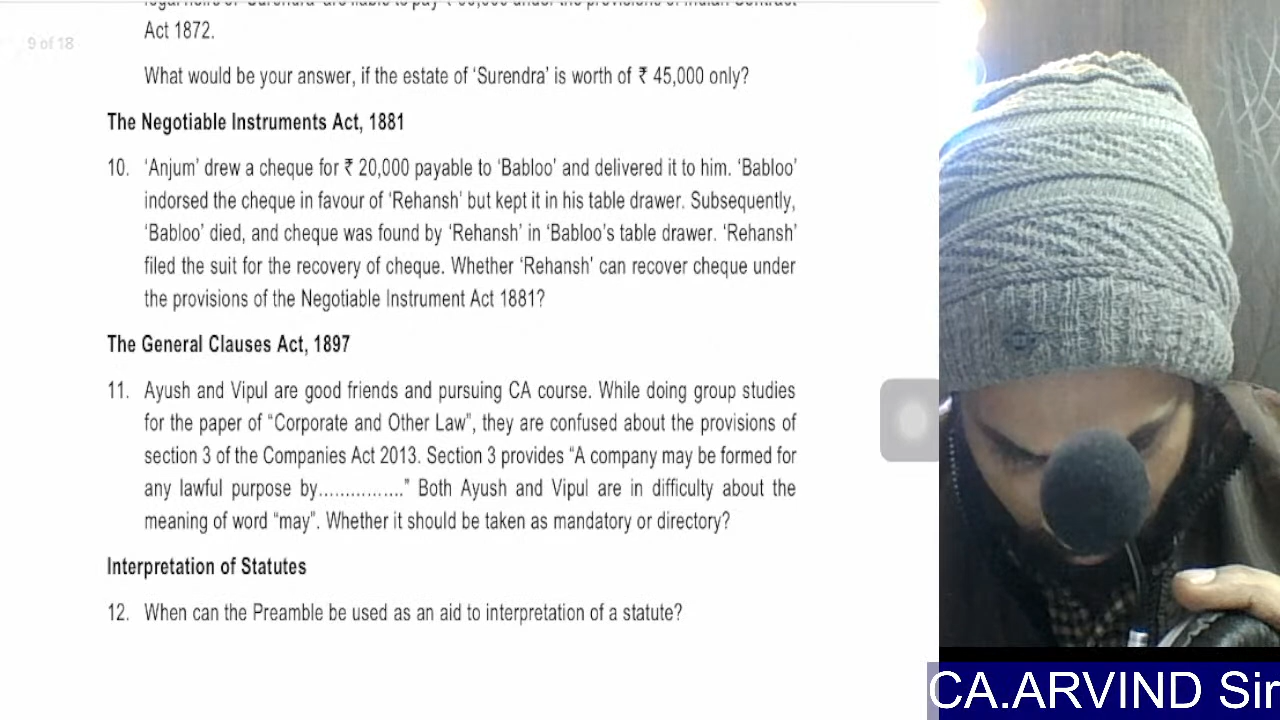 Act 1872.
9 of 18
What would be your answer, if the estate of ‘Surendra’ is worth of ₹ 45,000 only?
The Negotiable Instruments Act, 1881
10. ‘Anjum’ drew a cheque for ₹ 20,000 payable to ‘Babloo’ and delivered it to him. ‘Babloo’
indorsed the cheque in favour of ‘Rehansh’ but kept it in his table drawer. Subsequently,
‘Babloo’ died, and cheque was found by ‘Rehansh’ in ‘Babloo’s table drawer. ‘Rehansh’
filed the suit for the recovery of cheque. Whether ‘Rehansh’ can recover cheque under
the provisions of the Negotiable Instrument Act 1881?
The General Clauses Act, 1897
11. Ayush and Vipul are good friends and pursuing CA course. While doing group studies
for the paper of “Corporate and Other Law”, they are confused about the provisions of
section 3 of the Companies Act 2013. Section 3 provides “A company may be formed for
any lawful purpose by……………” Both Ayush and Vipul are in difficulty about the
meaning of word “may”. Whether it should be taken as mandatory or directory?
Interpretation of Statutes
12. When can the Preamble be used as an aid to interpretation of a statute?
CA.ARVIND Sir